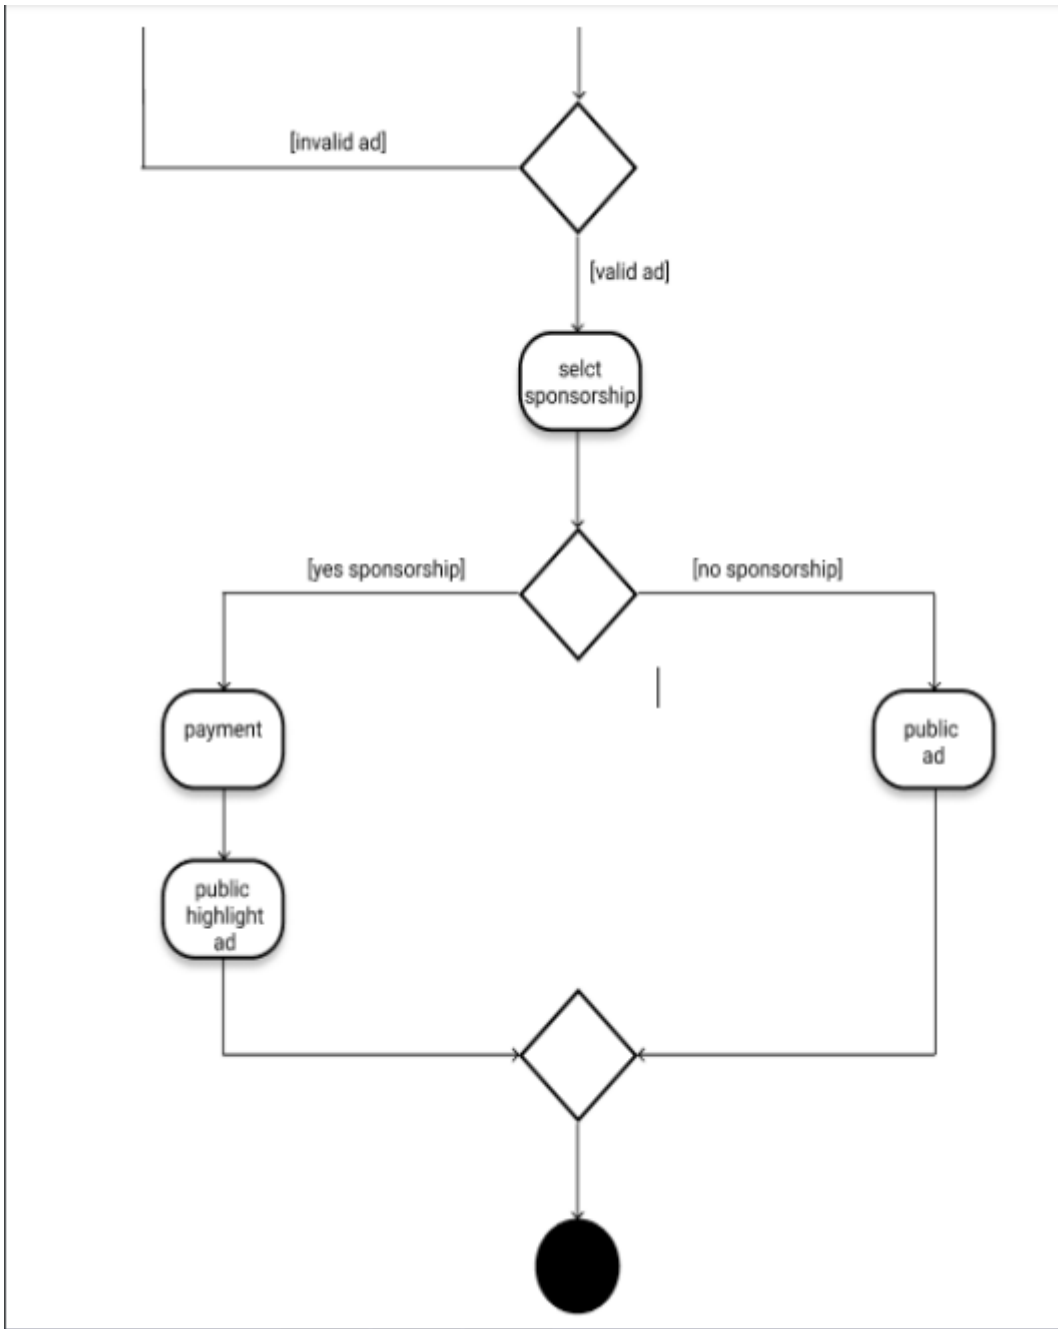 [invalid ad]
[valid ad]
selct
sponsorship
[yes sponsorship]
[no sponsorship]
payment
public
ad
public
highlight
ad